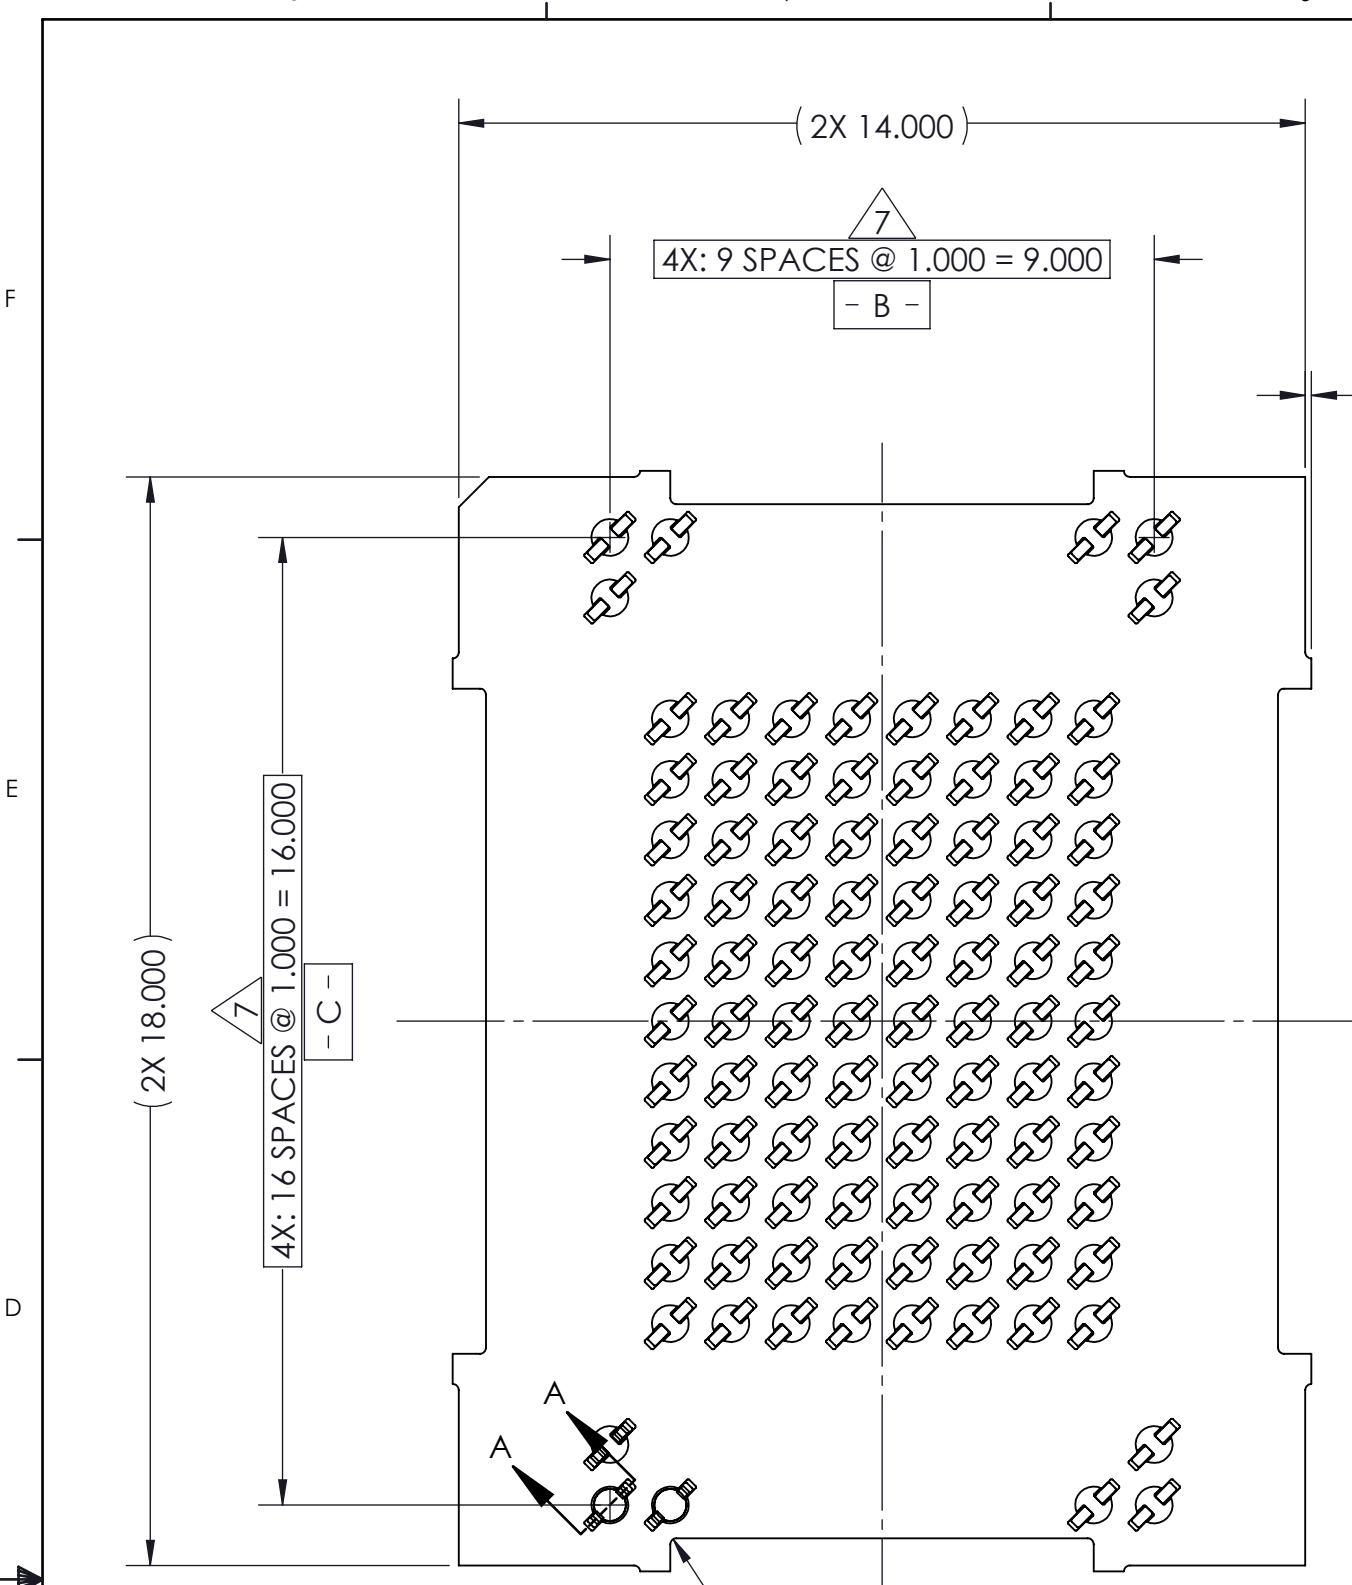 ( 2X 14.000 )
7
4X: 9 SPACES @ 1.000 = 9.000
- B -
F
E
D
( 2X 18.000 )
7
4X: 16 SPACES @ 1.000 = 16.000
- C -
A
A